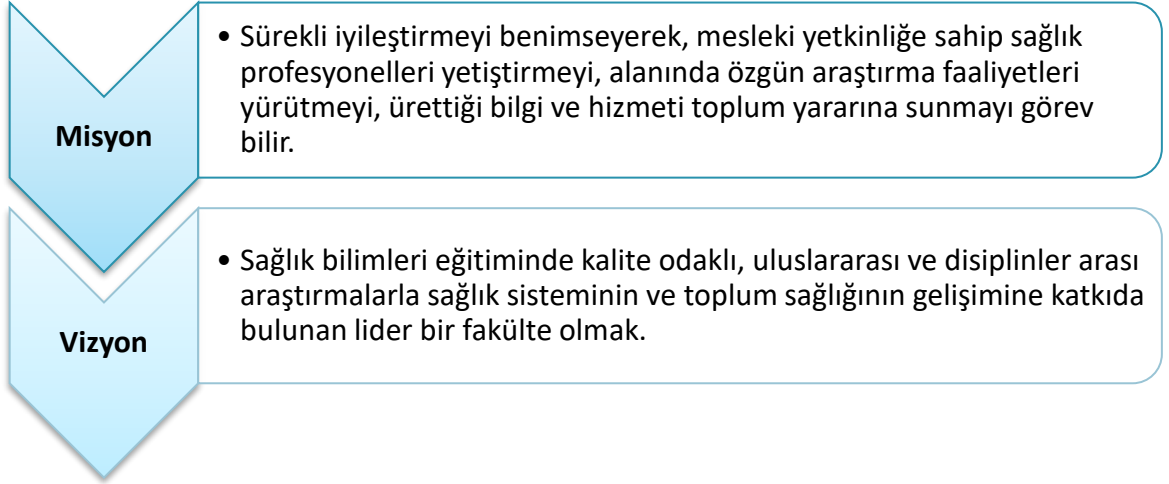 Misyon
• Sürekli iyileştirmeyi benimseyerek, mesleki yetkinliğe sahip sağlık
profesyonelleri yetiştirmeyi, alanında özgün araştırma faaliyetleri
yürütmeyi, ürettiği bilgi ve hizmeti toplum yararına sunmayı görev
bilir.
Vizyon
• Sağlık bilimleri eğitiminde kalite odaklı, uluslararası ve disiplinler arası
araştırmalarla sağlık sisteminin ve toplum sağlığının gelişimine katkıda
bulunan lider bir fakülte olmak.